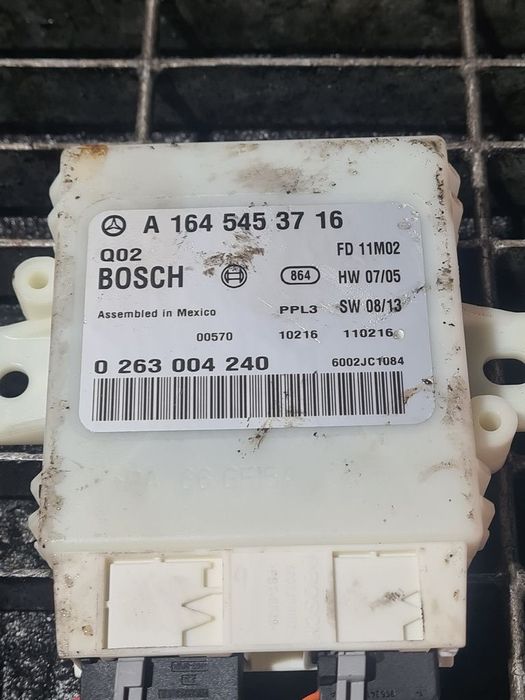 A 164 545 37 16
Q02 FD 11M02
BOSCH 864 HW 07/05
Assembled in Mexico PPL3 SW 08/13
00570 10216 110216
0 263 004 240 6002JC1084